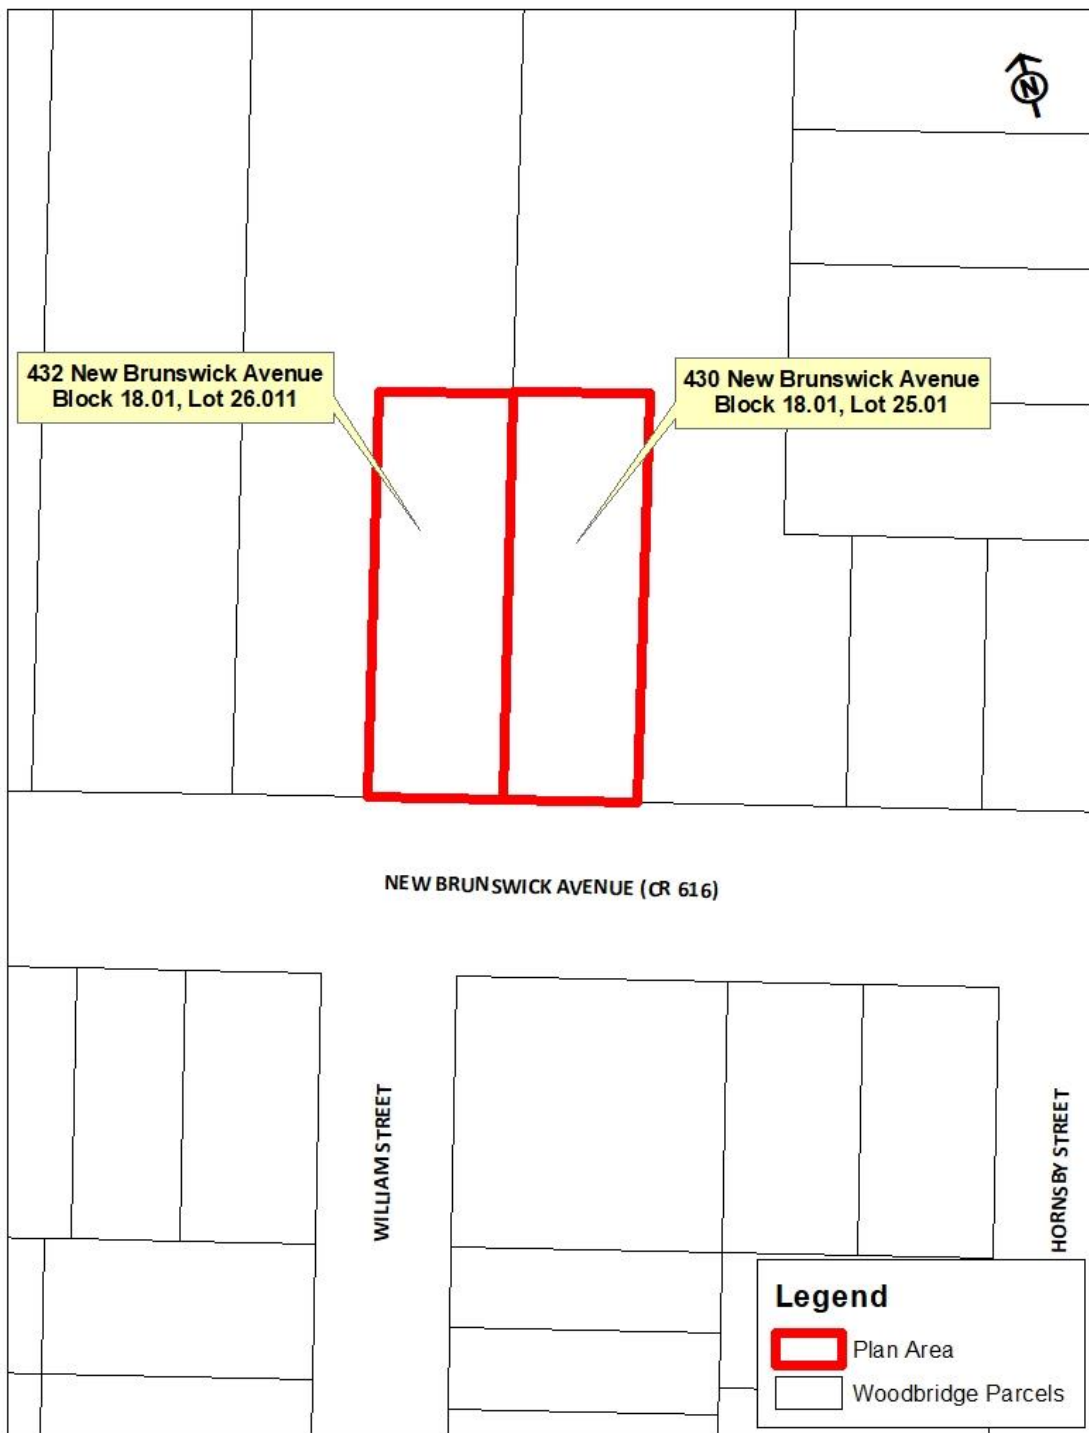 N
432 New Brunswick Avenue
Block 18.01, Lot 26.011
430 New Brunswick Avenue
Block 18.01, Lot 25.01
NEW BRUNSWICK AVENUE (CR 616)
WILLIAM STREET
HORNSBY STREET
Legend
Plan Area
Woodbridge Parcels